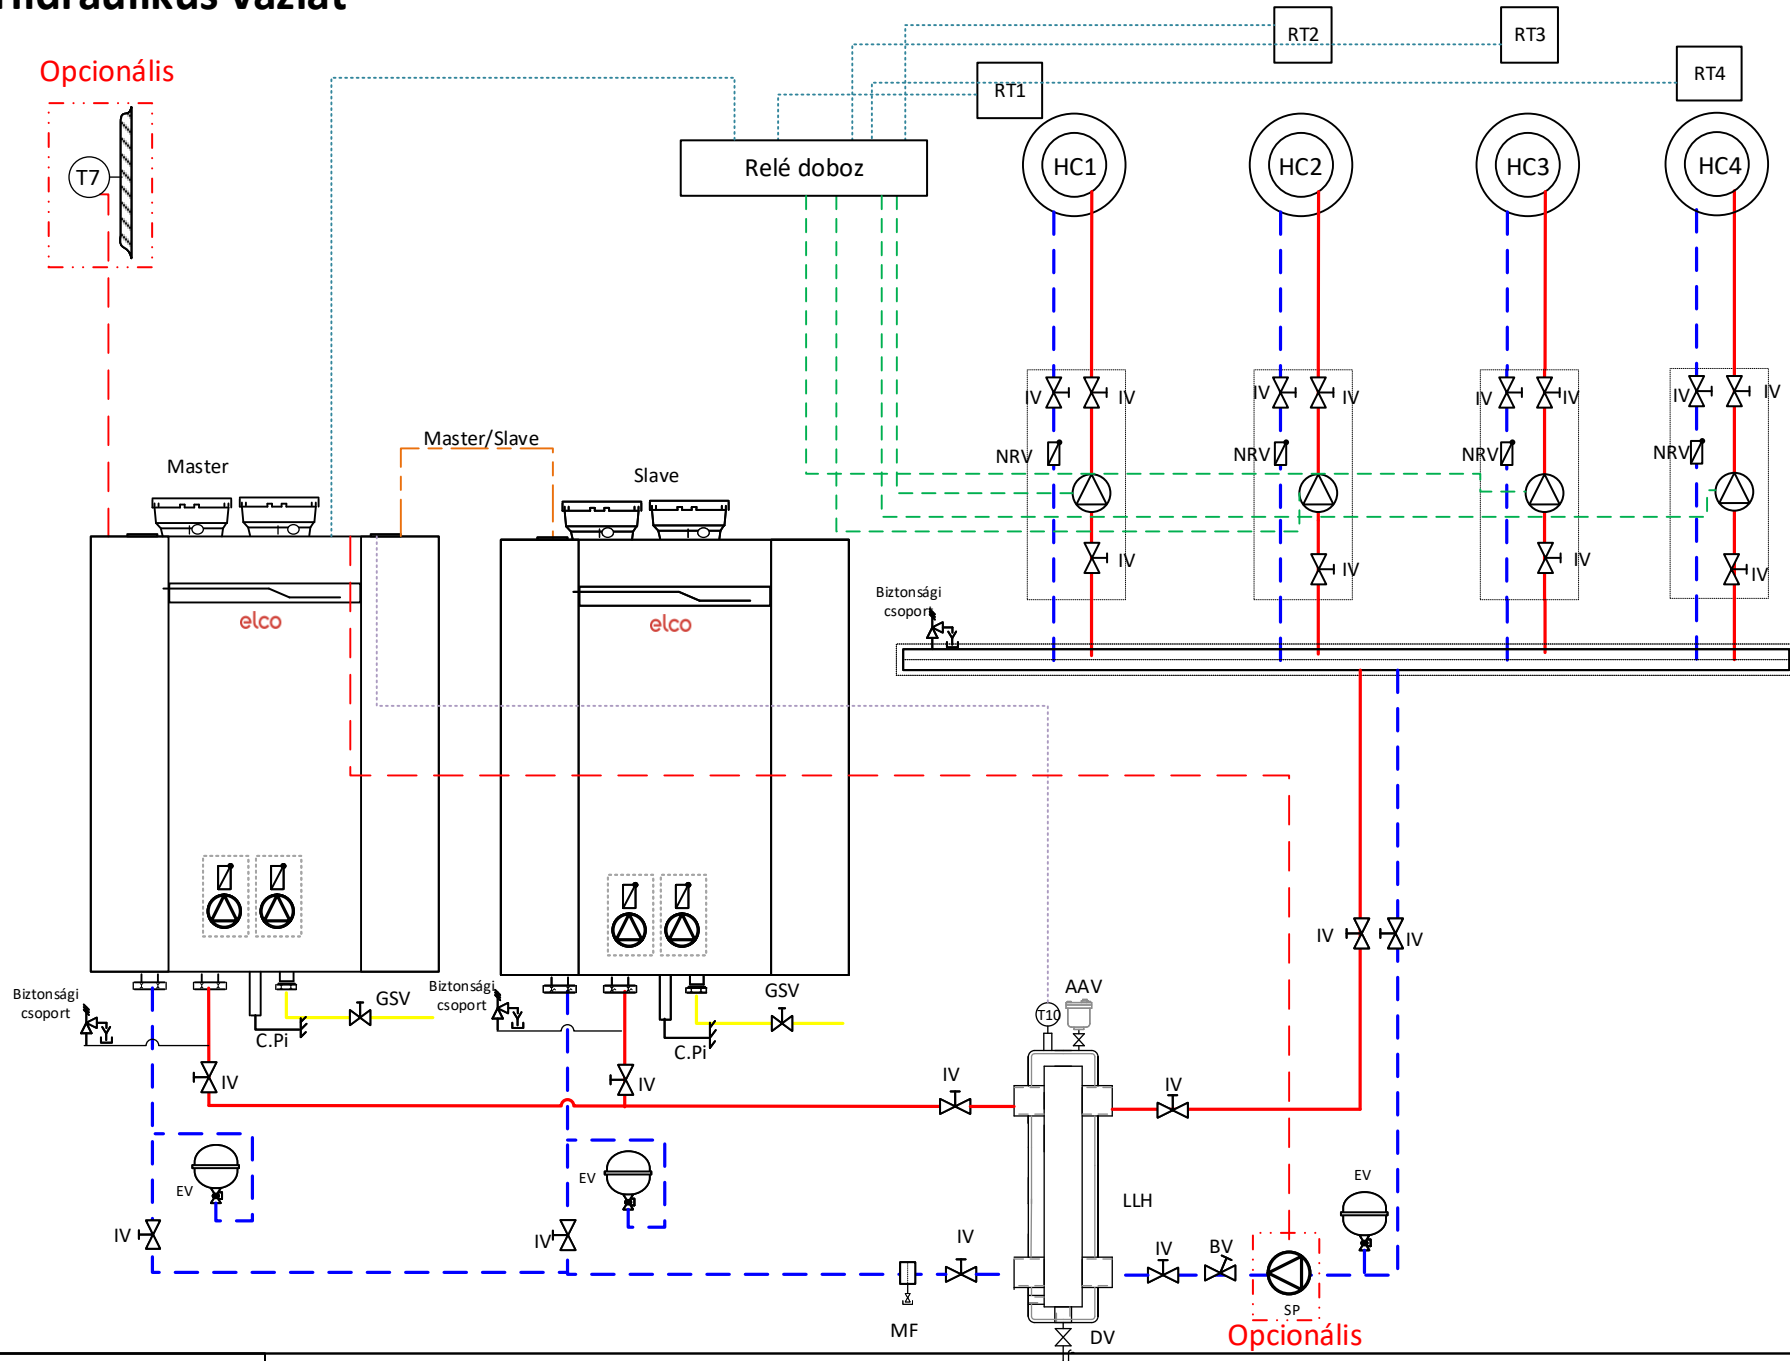 Hidraulikus vázlat
Opcionális
T7
RT1
RT2
RT3
RT4
Relé doboz
HC1
HC2
HC3
HC4
IV
IV
IV
IV
IV
IV
IV
IV
NRV
NRV
NRV
NRV
IV
IV
IV
IV
Master
Master/Slave
Slave
elco
elco
Biztonsági
csoport
Biztonsági
csoport
Biztonsági
csoport
GSV
GSV
C.Pi
C.Pi
IV
IV
IV
IV
T10
AAV
IV
IV
EV
EV
EV
LLH
IV
IV
IV
IV
BV
MF
DV
SP
Opcionális